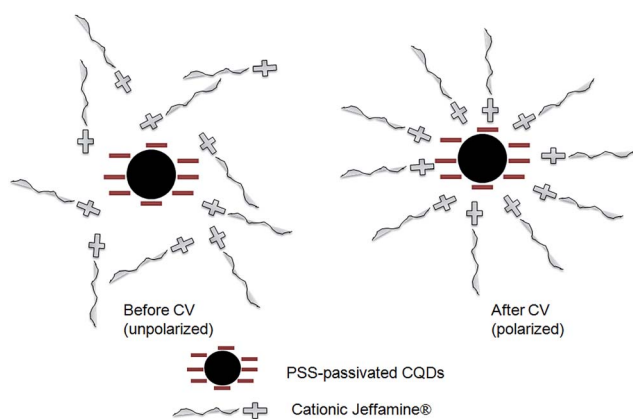 Before CV
(unpolarized)
After CV
(polarized)
PSS-passivated CQDs
Cationic Jeffamine®